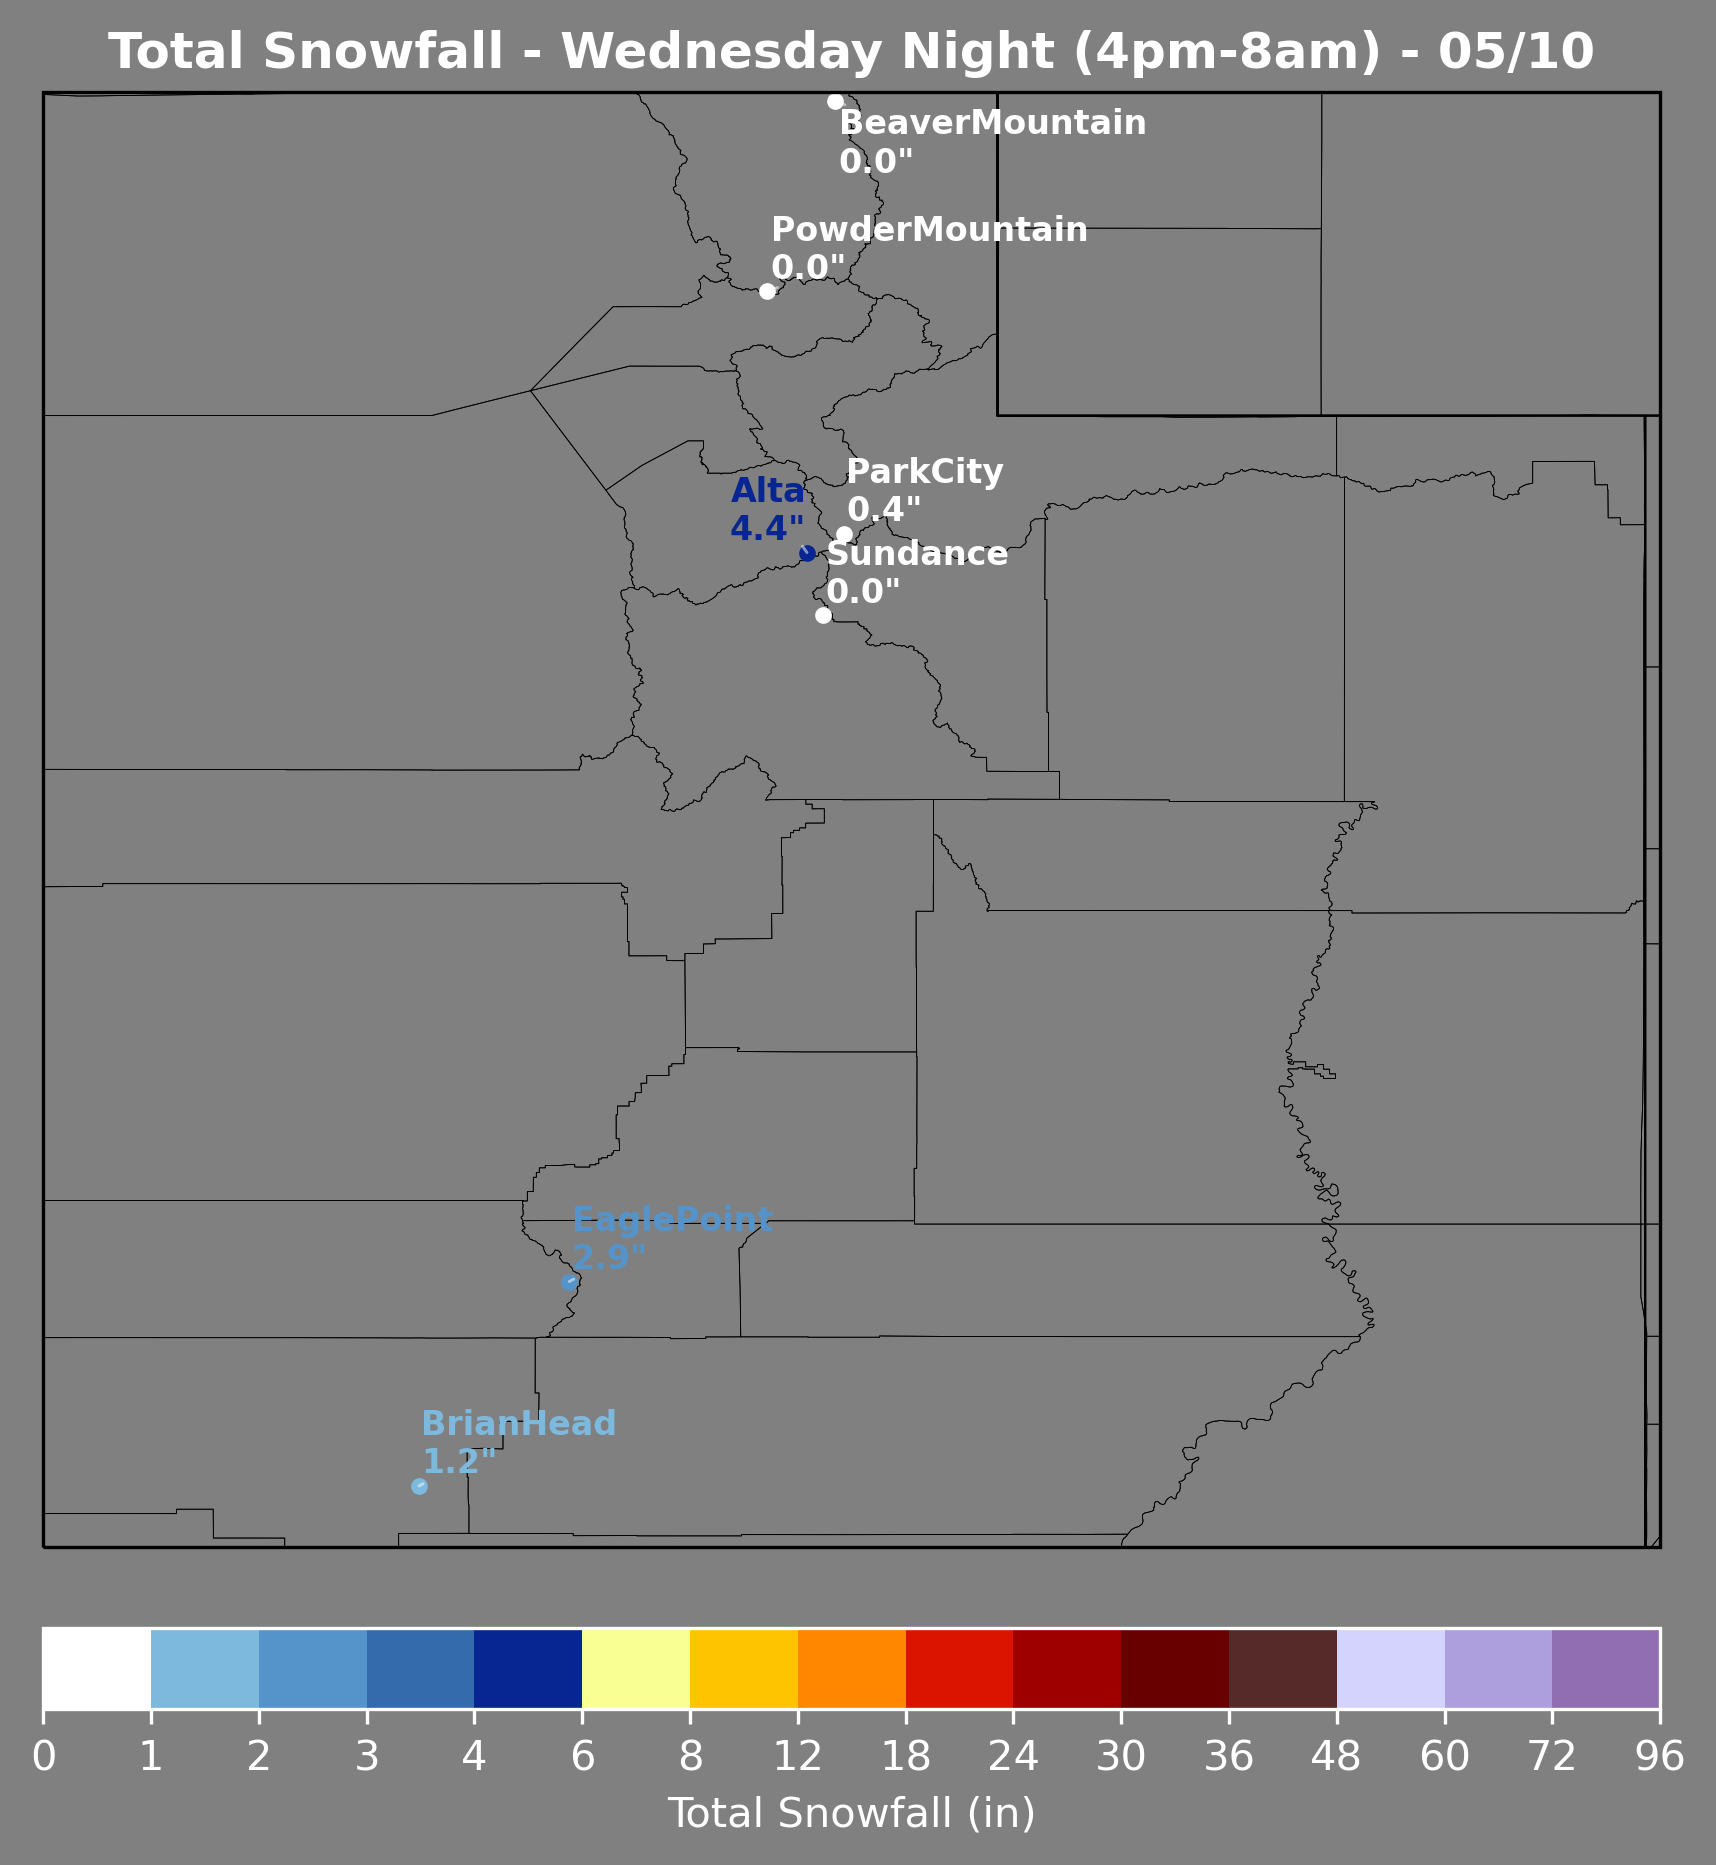 Total Snowfall - Wednesday Night (4pm-8am) - 05/10
BeaverMountain
0.0"
PowderMountain
0.0"
ParkCity
0.4"
Alta
4.4"
Sundance
0.0"
EaglePoint
2.9"
BrianHead
1.2"
0 1 2 3 4 6 8 12 18 24 30 36 48 60 72 96
Total Snowfall (in)